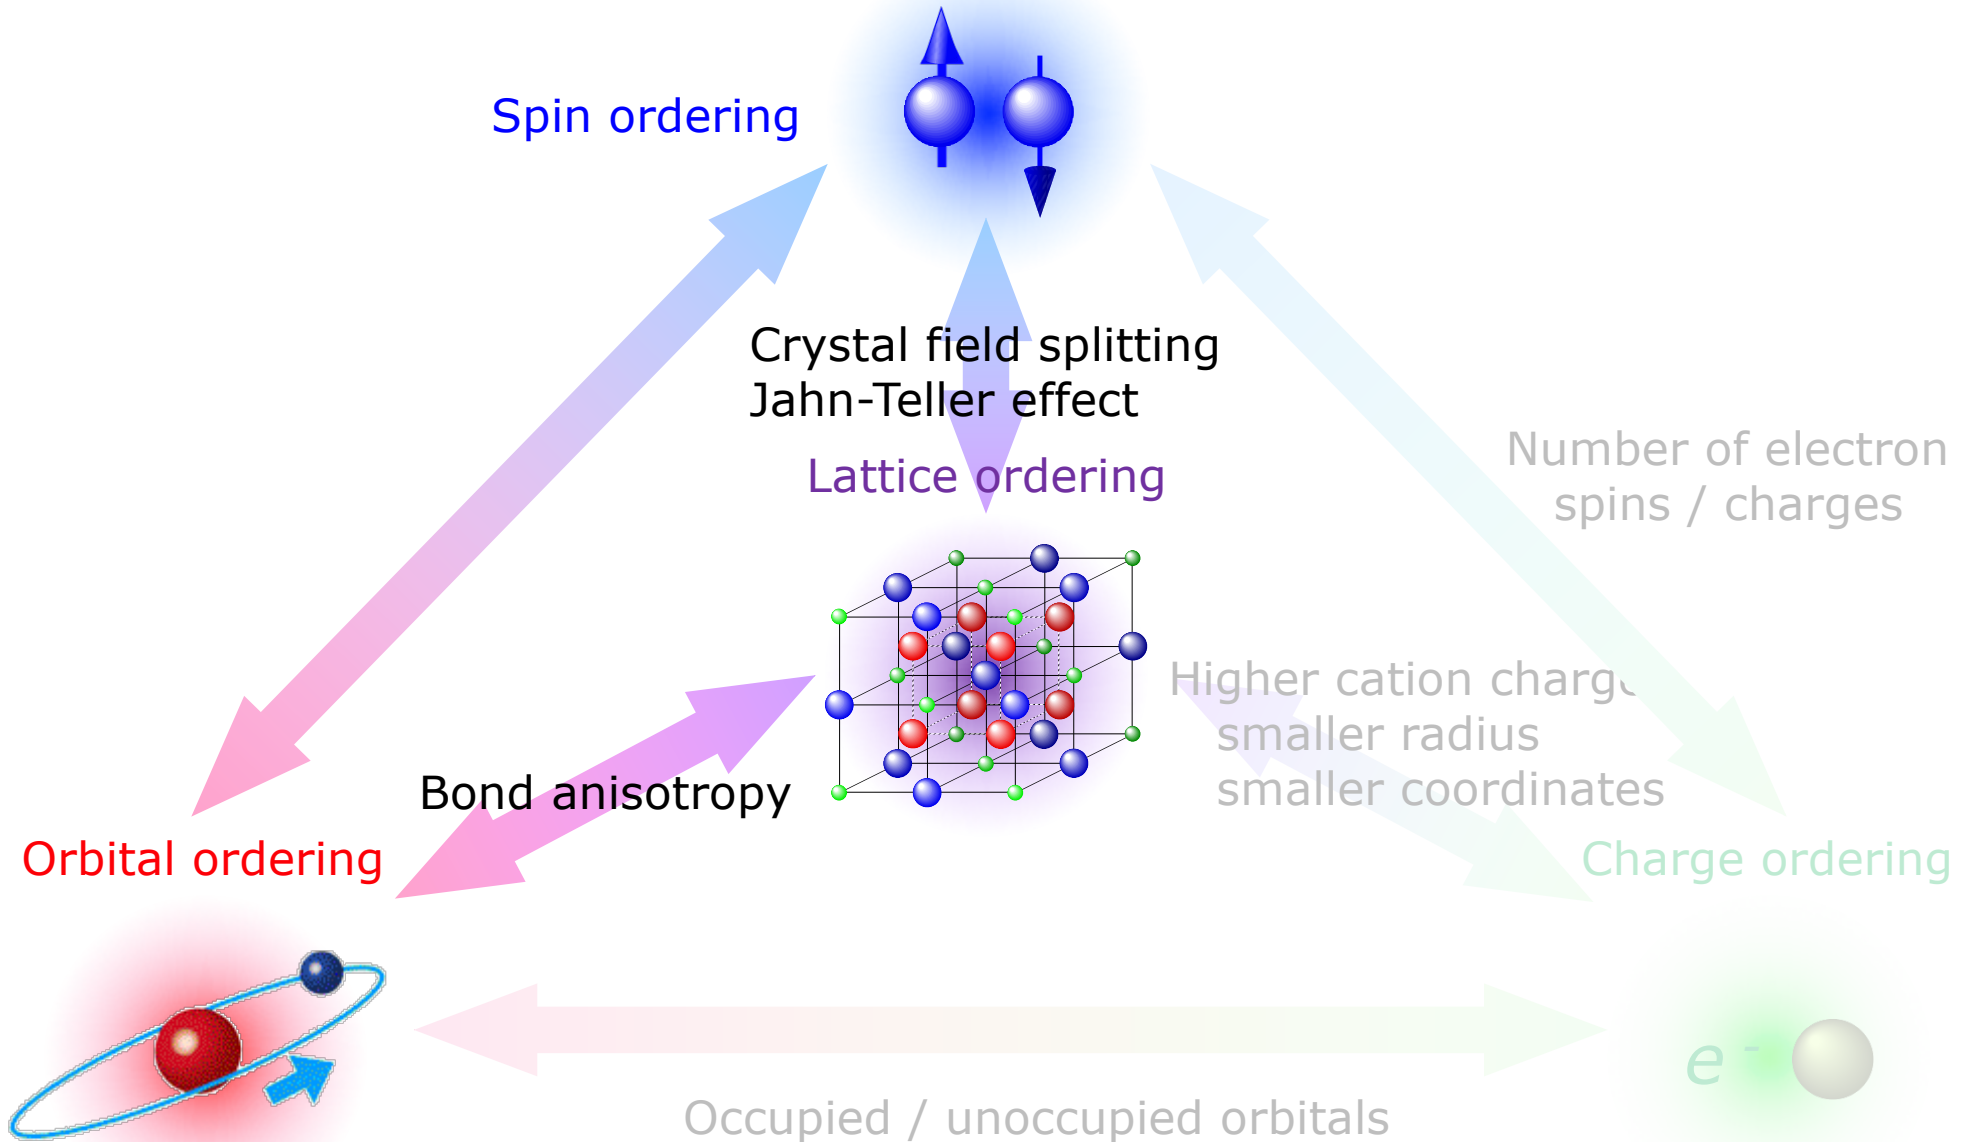 Spin ordering
Crystal field splitting
Jahn-Teller effect
Lattice ordering
Number of electron
spins / charges
Higher cation charge
smaller radius
smaller coordinates
Bond anisotropy
Orbital ordering
Charge ordering
e -
Occupied / unoccupied orbitals